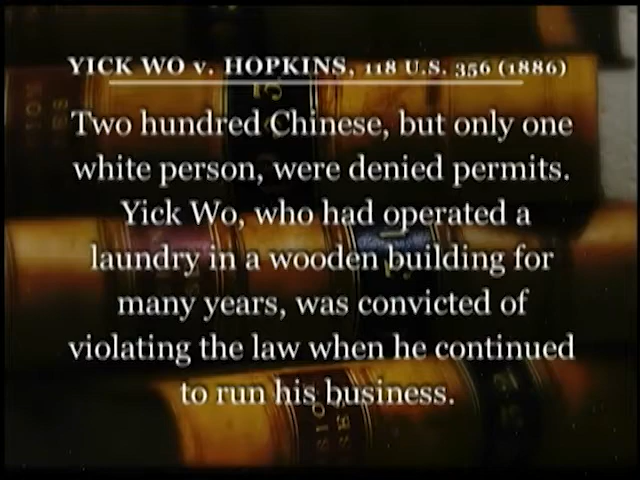 YICK WO v. HOPKINS, 118 U.S. 356 (1886)
Two hundred Chinese, but only one
white person, were denied permits.
Yick Wo, who had operated a
laundry in a wooden building for
many years, was convicted of
violating the law when he continued
to run his business.